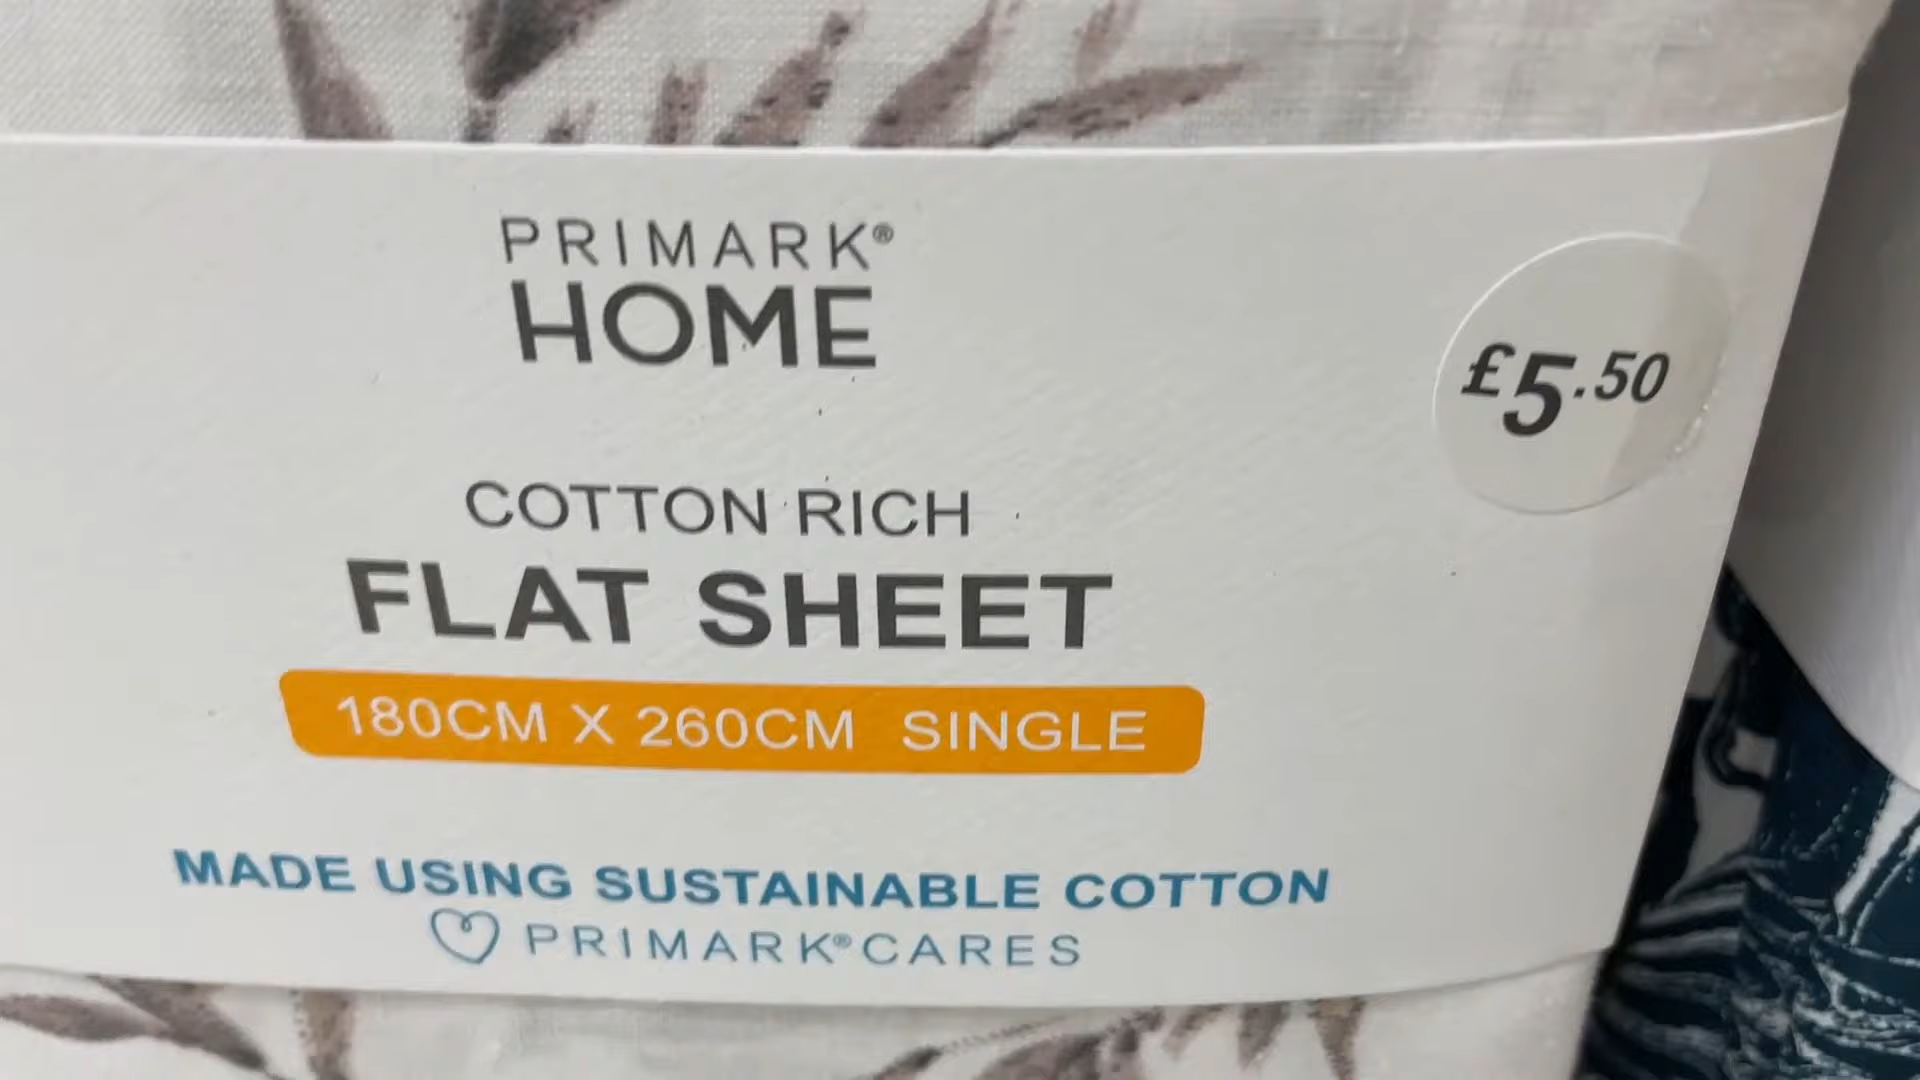 PRIMARK®
HOME
£5.50
COTTON RICH
FLAT SHEET
180CM X 260CM SINGLE
MADE USING SUSTAINABLE COTTON
PRIMARK®CARES